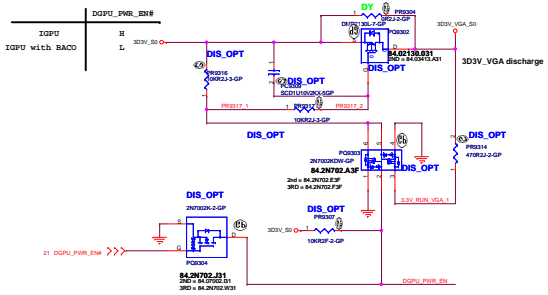 DGPU_PWR_EN#
IGPU H
IGPU with BACO L
DY
PR9304
0R2J-2-GP
3D3V_S0
DMP2130L-7-GP
PQ9302
84.02130.031
2ND = 84.03413.A31
DIS_OPT
3D3V_VGA_S0
3D3V_VGA discharge
DIS_OPT
PR9316
10KR2J-3-GP
DIS_OPT
PC9309
SCD1U10V2KX-5GP
PR9317_1
PR9317
PR9317_2
10KR2J-3-GP
DIS_OPT
DIS_OPT
PQ9303
2N7002KDW-GP
84.2N702.A3F
2nd = 84.2N702.E3F
3RD = 84.2N702.F3F
DIS_OPT
PR9314
470R2J-2-GP
3.3V_RUN_VGA_1
DIS_OPT
2N7002K-2-GP
S
D
G
PQ9304
84.2N702.J31
2ND = 84.07002.I31
3RD = 84.2N702.W31
21 DGPU_PWR_EN#
DIS_OPT
PR9307
3D3V_S0
10KR2F-2-GP
DGPU_PWR_EN